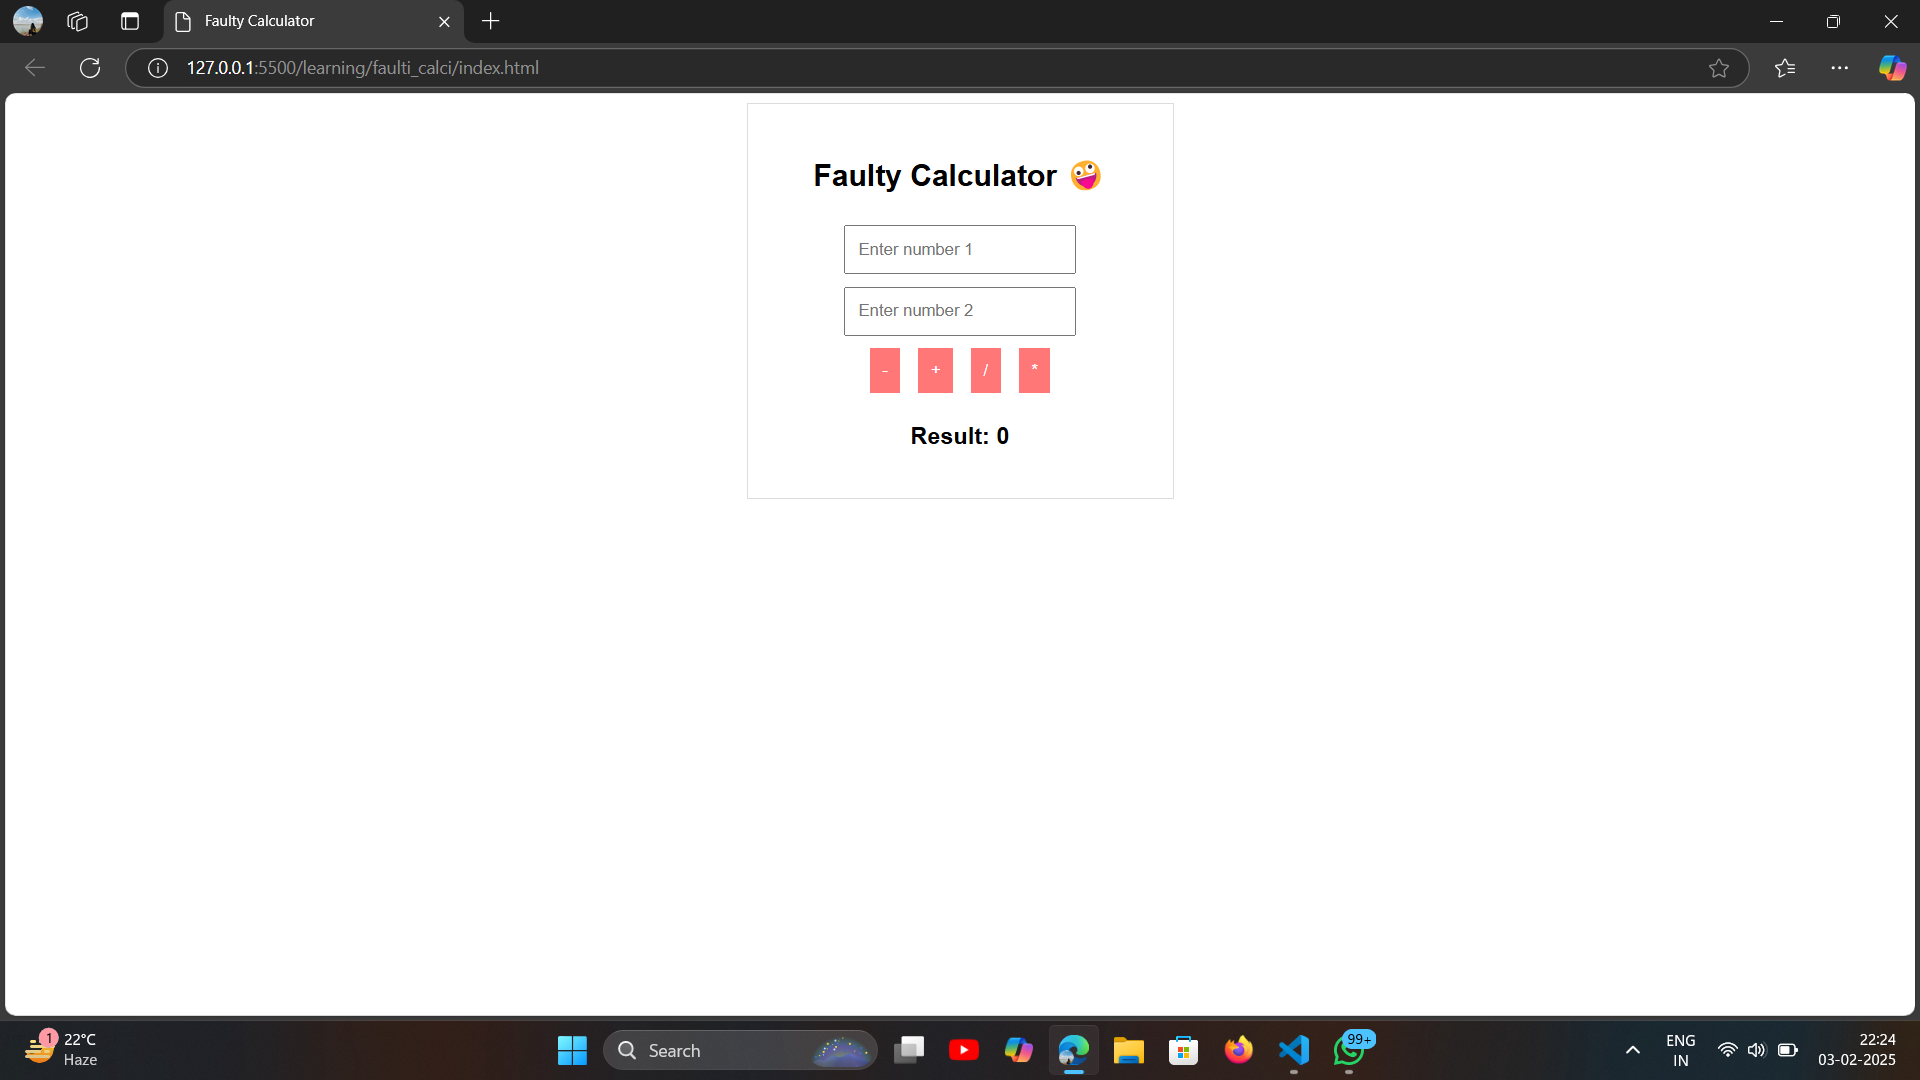 Faulty Calculator
127.0.0.1:5500/learning/faulti_calci/index.html
Faulty Calculator 🤪
Enter number 1
Enter number 2
- + / *
Result: 0
1
22°C
Haze
Search
99+
ENG
IN
22:24
03-02-2025